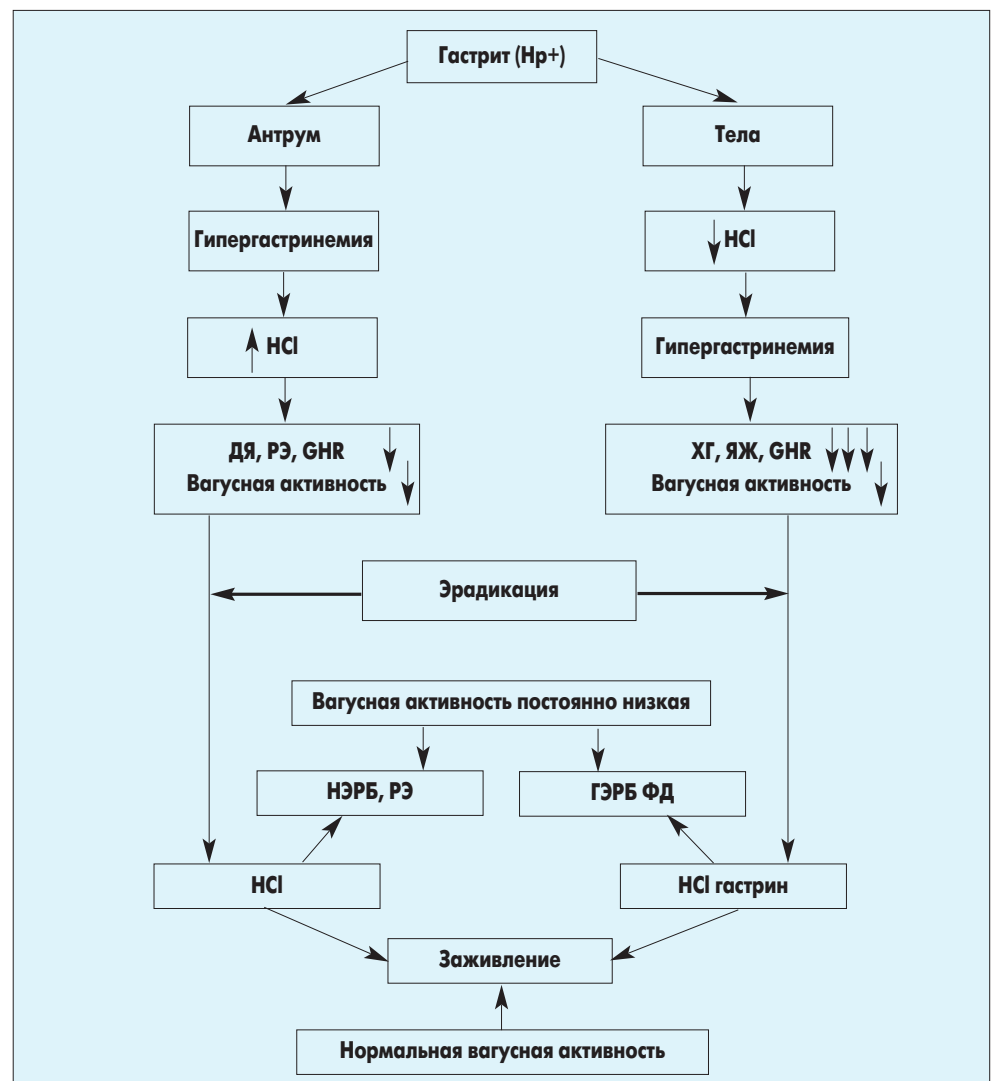 Гастрит (Нр+)
Антрум
Тела
Гипергастринемия
↓ HCl
↑ HCl
Гипергастринемия
ДЯ, РЭ, GHR ↓
Вагусная активность ↓
ХГ, ЯЖ, GHR ↓↓↓
Вагусная активность ↓
Эрадикация
Вагусная активность постоянно низкая
НЭРБ, РЭ
ГЭРБ ФД
HCl
HCl гастрин
Заживление
Нормальная вагусная активность